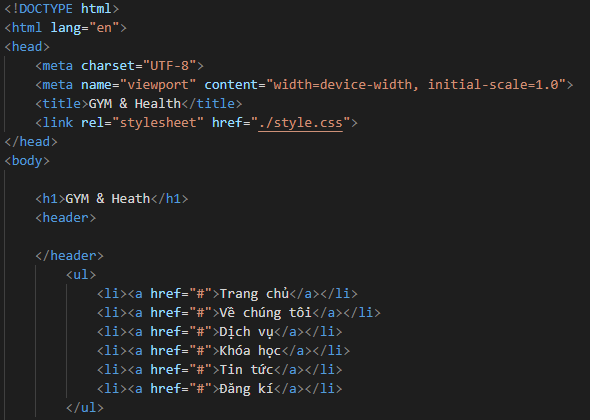 <!DOCTYPE html>
<html lang="en">
<head>
    <meta charset="UTF-8">
    <meta name="viewport" content="width=device-width, initial-scale=1.0">
    <title>GYM & Health</title>
    <link rel="stylesheet" href="./style.css">
</head>
<body>
    <h1>GYM & Heath</h1>
    <header>
    </header>
        <ul>
            <li><a href="#">Trang chủ</a></li>
            <li><a href="#">Về chúng tôi</a></li>
            <li><a href="#">Dịch vụ</a></li>
            <li><a href="#">Khóa học</a></li>
            <li><a href="#">Tin tức</a></li>
            <li><a href="#">Đăng kí</a></li>
        </ul>